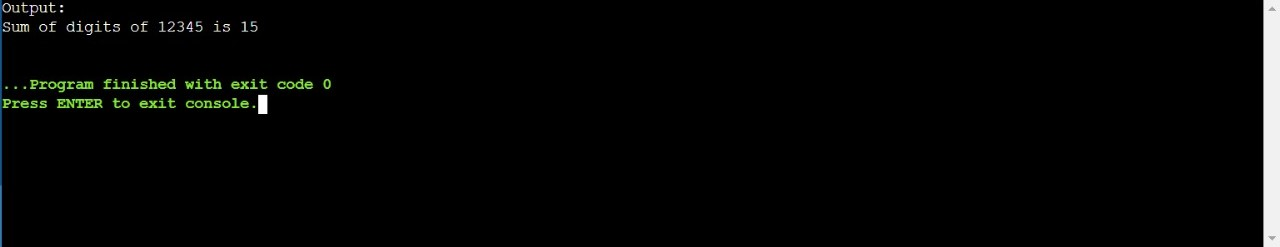 Output:
Sum of digits of 12345 is 15
...Program finished with exit code 0
Press ENTER to exit console.